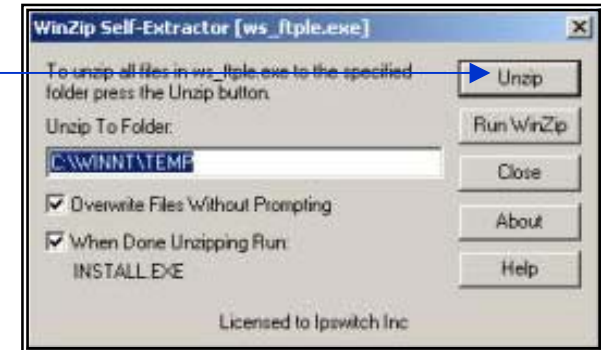 WinZip Self-Extractor [ws_ftple.exe]
To unzip all files in ws_ftple.exe to the specified
folder press the Unzip button.
Unzip To Folder:
C:\WINNT\TEMP
Overwrite Files Without Prompting
When Done Unzipping Run:
INSTALL.EXE
Unzip
Run WinZip
Close
About
Help
Licensed to Ipswitch Inc